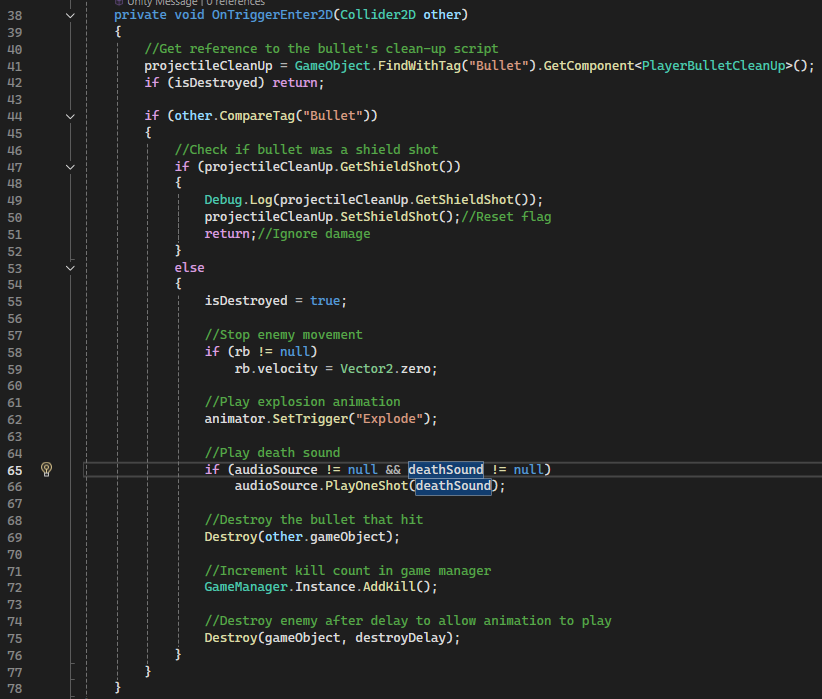 Unity Message | 0 references
38 private void OnTriggerEnter2D(Collider2D other)
39 {
40 //Get reference to the bullet's clean-up script
41 projectileCleanUp = GameObject.FindWithTag("Bullet").GetComponent<PlayerBulletCleanUp>();
42 if (isDestroyed) return;
43
44 if (other.CompareTag("Bullet"))
45 {
46 //Check if bullet was a shield shot
47 if (projectileCleanUp.GetShieldShot())
48 {
49 Debug.Log(projectileCleanUp.GetShieldShot());
50 projectileCleanUp.SetShieldShot();//Reset flag
51 return;//Ignore damage
52 }
53 else
54 {
55 isDestroyed = true;
56
57 //Stop enemy movement
58 if (rb != null)
59 rb.velocity = Vector2.zero;
60
61 //Play explosion animation
62 animator.SetTrigger("Explode");
63
64 //Play death sound
65 if (audioSource != null && deathSound != null)
66 audioSource.PlayOneShot(deathSound);
67
68 //Destroy the bullet that hit
69 Destroy(other.gameObject);
70
71 //Increment kill count in game manager
72 GameManager.Instance.AddKill();
73
74 //Destroy enemy after delay to allow animation to play
75 Destroy(gameObject, destroyDelay);
76 }
77 }
78 }